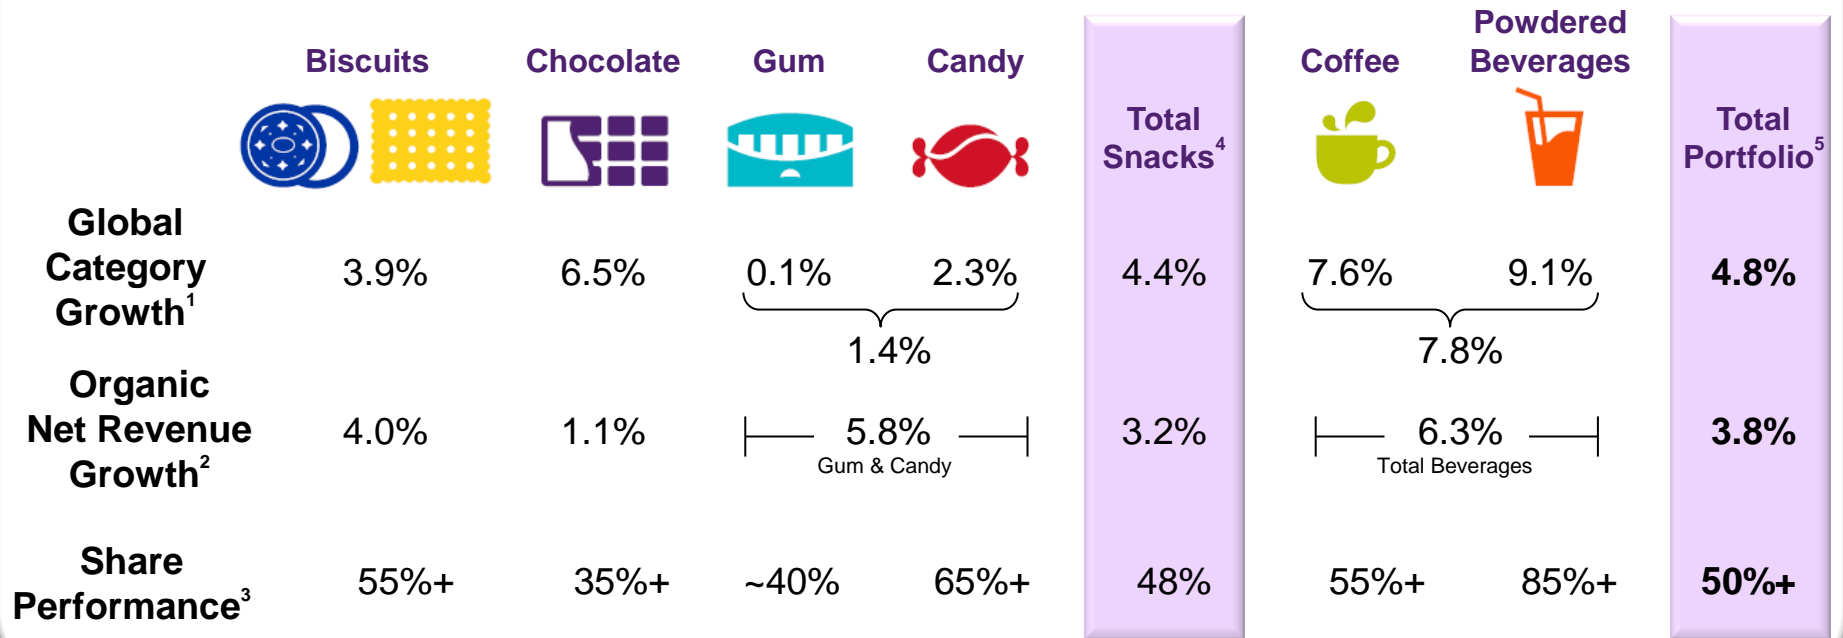 Biscuits Chocolate Gum Candy Coffee Powdered
Beverages
Total
Snacks4
Total
Portfolio5
Global
Category
Growth1
3.9% 6.5% 0.1% 2.3% 4.4% 7.6% 9.1% 4.8%
1.4% 7.8%
Organic
Net Revenue
Growth2
4.0% 1.1% 5.8% 3.2% 6.3% 3.8%
Gum & Candy Total Beverages
Share
Performance3
55%+ 35%+ ~40% 65%+ 48% 55%+ 85%+ 50%+